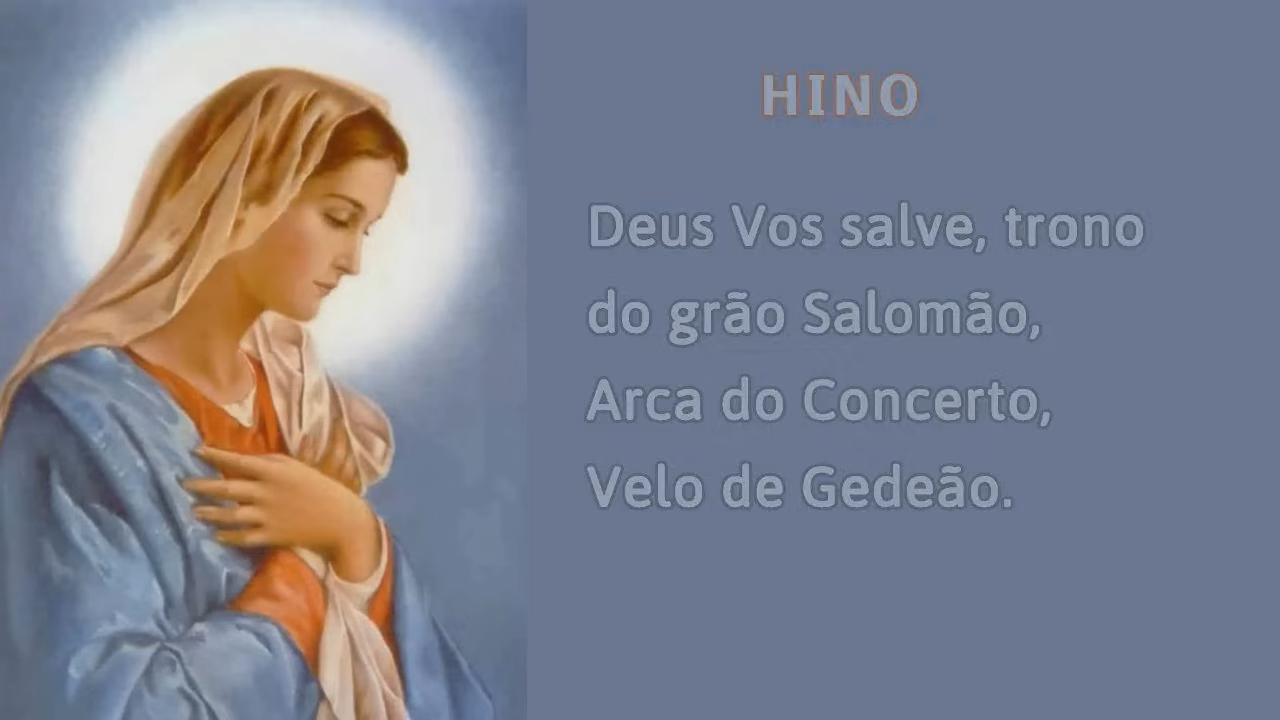 HINO
Deus Vos salve, trono
do grão Salomão,
Arca do Concerto,
Velo de Gedeão.